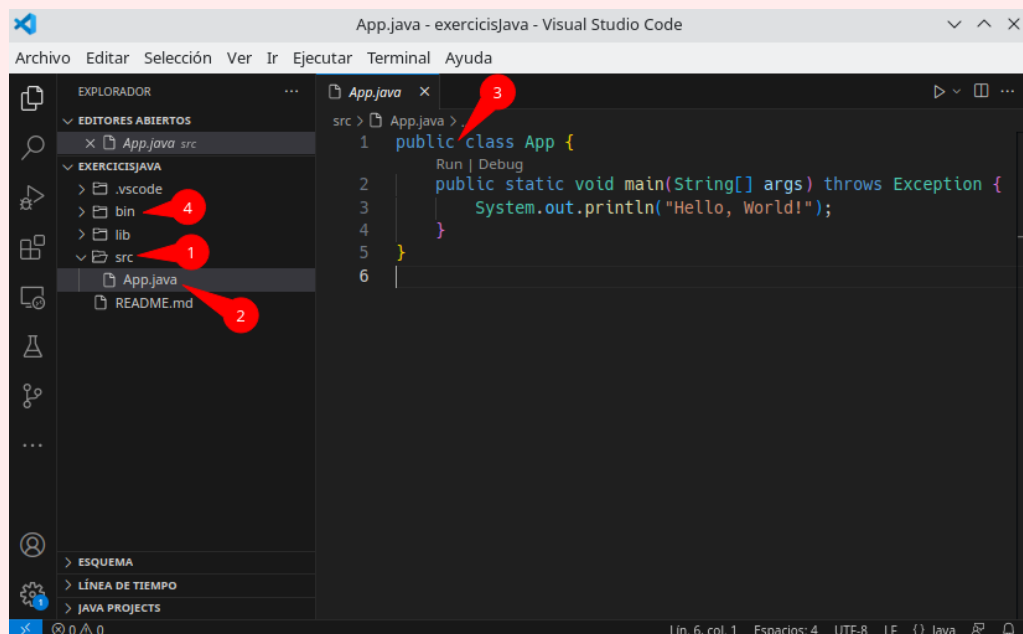 App.java - exercicisJava - Visual Studio Code
Archivo Editar Selección Ver Ir Ejecutar Terminal Ayuda
EXPLORADOR
EDITORES ABIERTOS
App.java src
EXERCICISJAVA
.vscode
bin
4
lib
src
1
App.java
2
README.md
ESQUEMA
LÍNEA DE TIEMPO
JAVA PROJECTS
1
App.java
3
src > App.java >
1 public class App {
Run | Debug
2 public static void main(String[] args) throws Exception {
3 System.out.println("Hello, World!");
4 }
5 }
6
0 0 Lín. 6, col. 1 Espacios: 4 UTF-8 LF {} Java